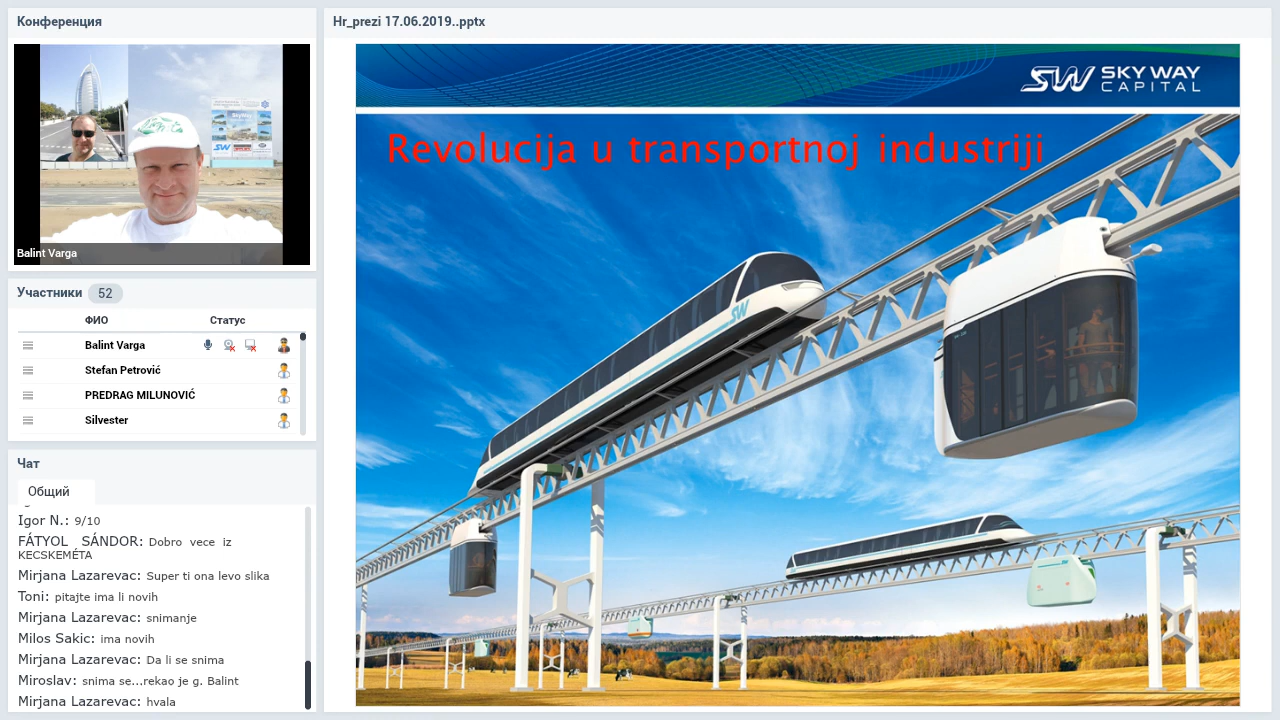 Конференция
Balint Varga
Участники 52
ФИО Статус
Balint Varga
Stefan Petrović
PREDRAG MILUNOVIĆ
Silvester
Чат
Общий
Igor N.: 9/10
FÁTYOL SÁNDOR: Dobro vece iz
KECSKEMÉTA
Mirjana Lazarevac: Super ti ona levo slika
Toni: pitajte ima li novih
Mirjana Lazarevac: snimanje
Milos Sakic: ima novih
Mirjana Lazarevac: Da li se snima
Miroslav: snima se...rekao je g. Balint
Mirjana Lazarevac: hvala
Hr_prezi 17.06.2019..pptx
SW SKY WAY
CAPITAL
Revolucija u transportnoj industriji
SW